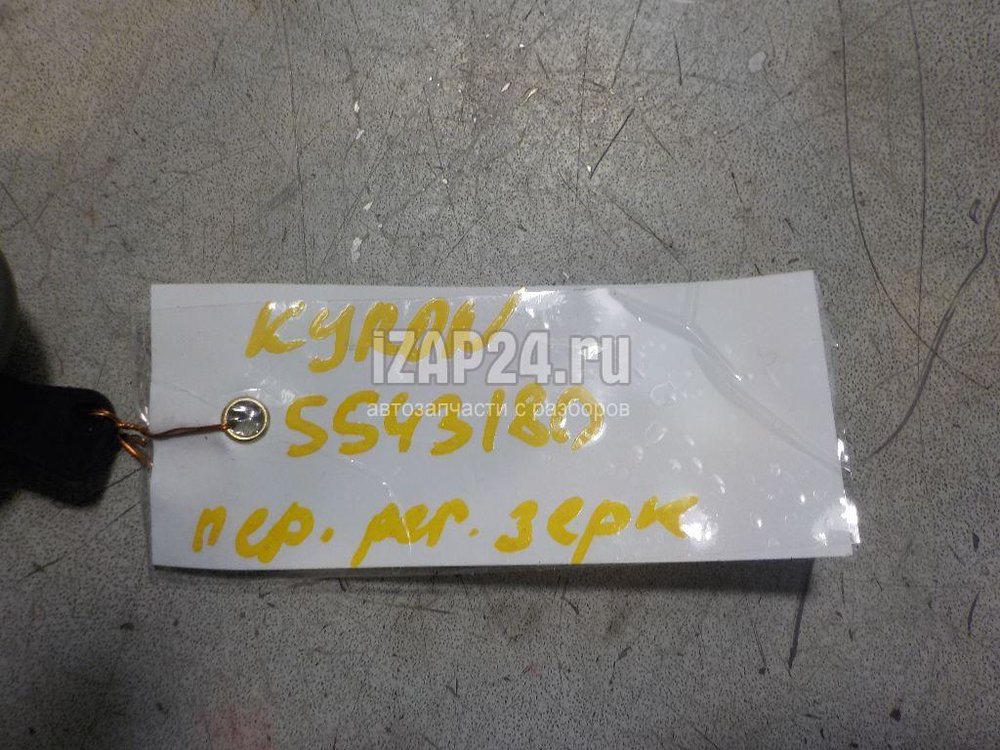 KYRON
iZAP24.ru
автозапчасти с разборов
5543180
пер. рег. зерк